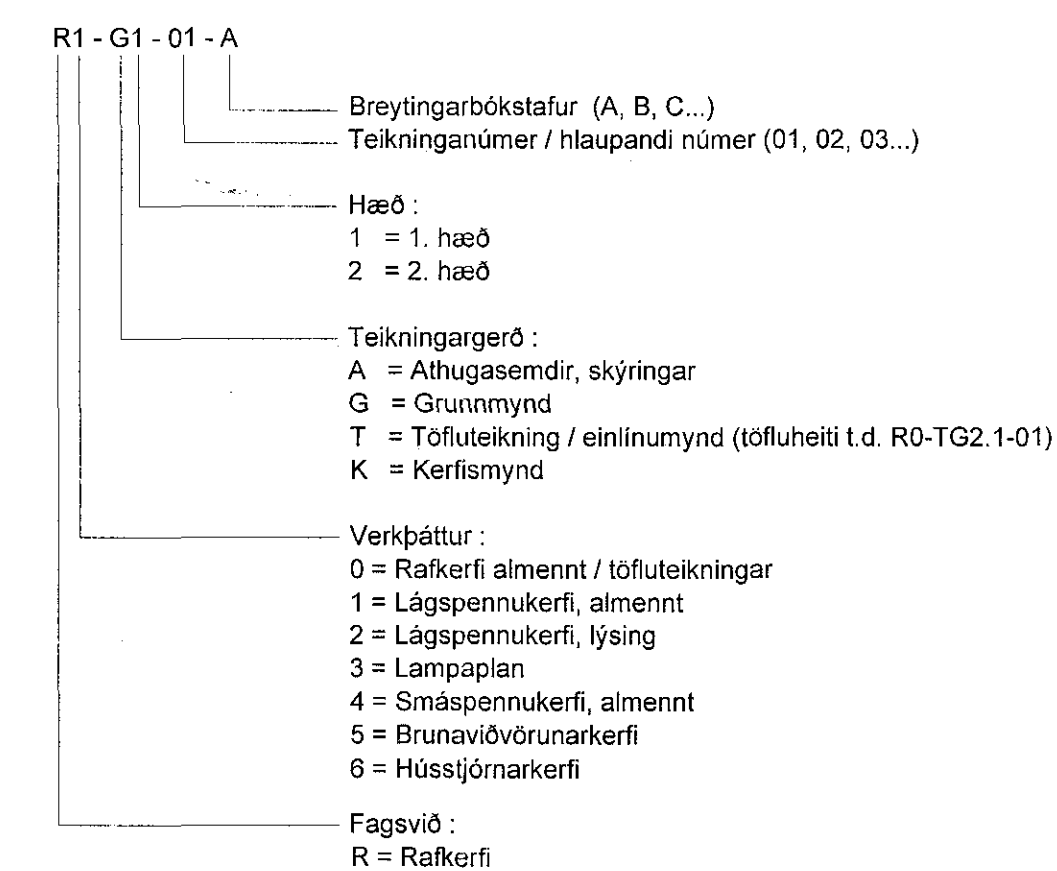 R1 - G1 - 01 - A
Breytingarbókstafur (A, B, C...)
Teikninganúmer / hlaupandi númer (01, 02, 03...)
Hæð :
1 = 1. hæð
2 = 2. hæð
Teikningargerð :
A = Athugasemdir, skýringar
G = Grunnmynd
T = Töfluteikning / einlínumynd (töfluheiti t.d. R0-TG2.1-01)
K = Kerfismynd
Verkþáttur :
0 = Rafkerfi almennt / töfluteikningar
1 = Lágspennukerfi, almennt
2 = Lágspennukerfi, lýsing
3 = Lampaplan
4 = Smáspennukerfi, almennt
5 = Brunaviðvörunarkerfi
6 = Hússtjórnarkerfi
Fagsvið :
R = Rafkerfi